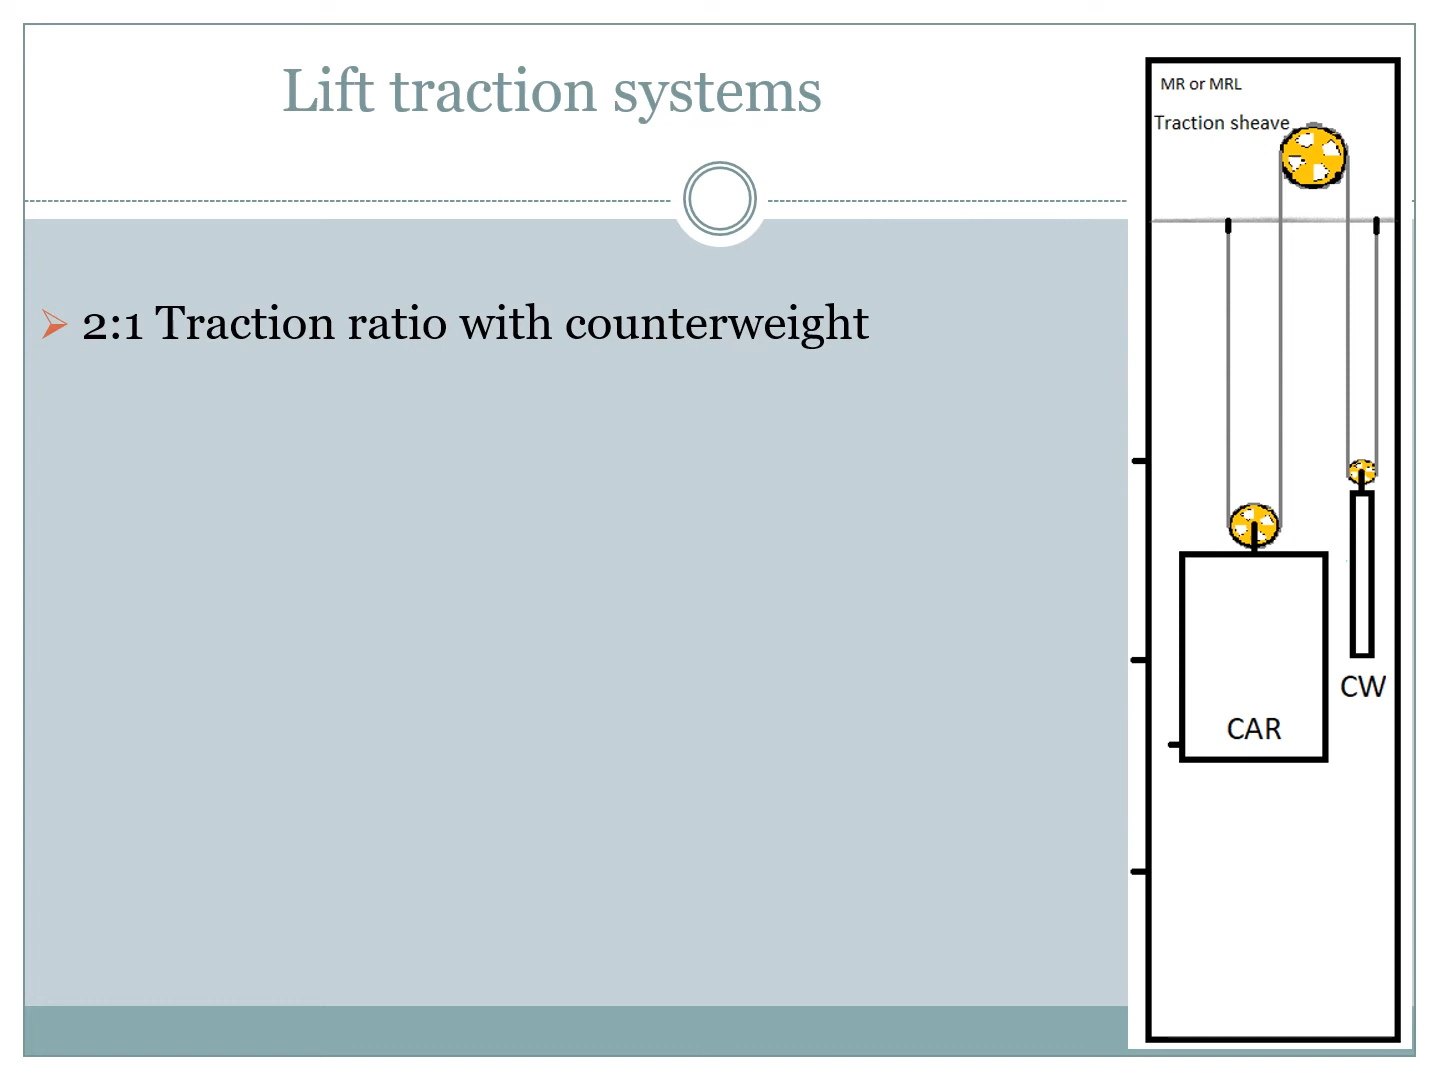 Lift traction systems
MR or MRL
Traction sheave
2:1 Traction ratio with counterweight
CW
CAR